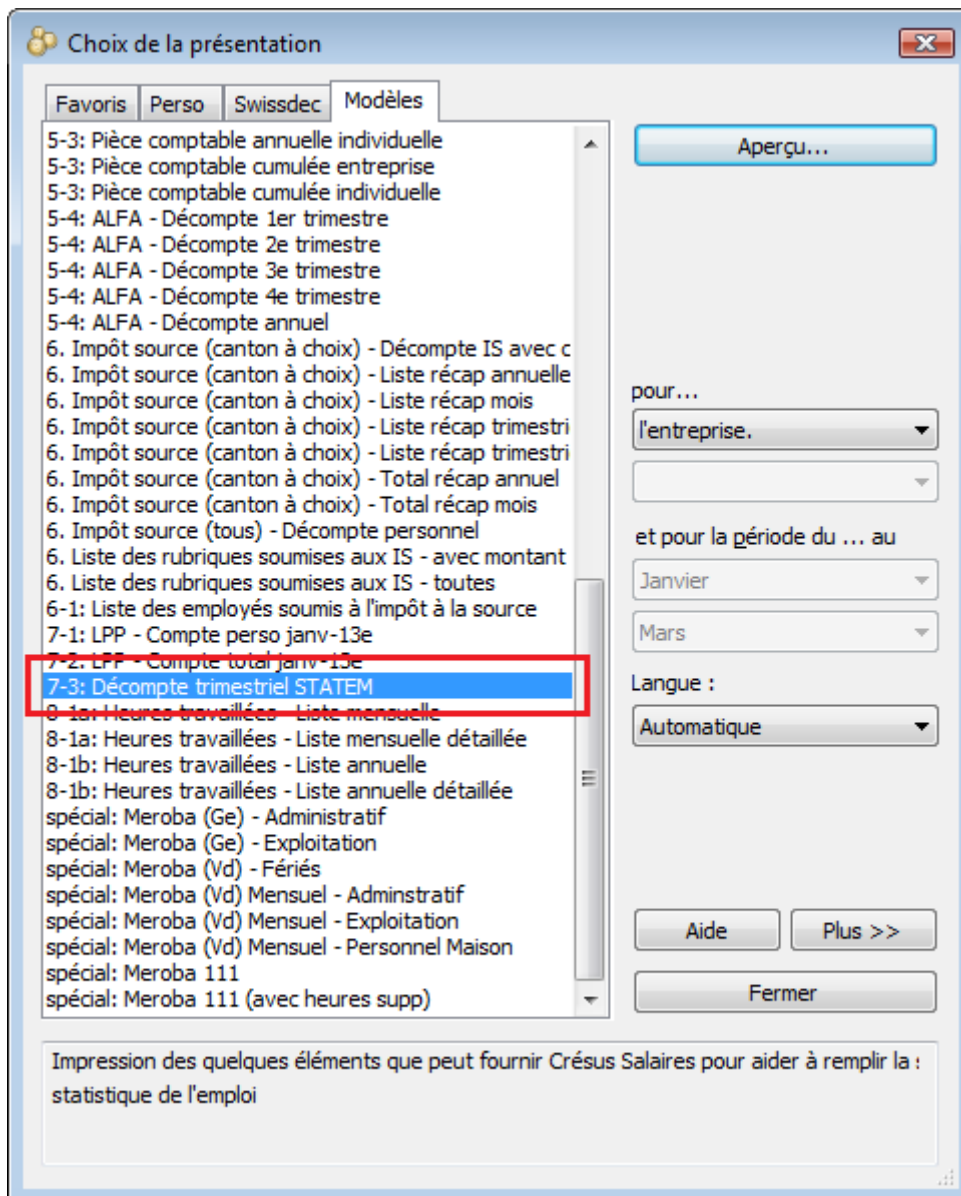 Choix de la présentation
Favoris Perso Swissdec Modèles
5-3: Pièce comptable annuelle individuelle
5-3: Pièce comptable cumulée entreprise
5-3: Pièce comptable cumulée individuelle
5-4: ALFA - Décompte 1er trimestre
5-4: ALFA - Décompte 2e trimestre
5-4: ALFA - Décompte 3e trimestre
5-4: ALFA - Décompte 4e trimestre
5-4: ALFA - Décompte annuel
6. Impôt source (canton à choix) - Décompte IS avec c
6. Impôt source (canton à choix) - Liste récap annuelle
6. Impôt source (canton à choix) - Liste récap mois
6. Impôt source (canton à choix) - Liste récap trimestri
6. Impôt source (canton à choix) - Liste récap trimestri
6. Impôt source (canton à choix) - Total récap annuel
6. Impôt source (canton à choix) - Total récap mois
6. Impôt source (tous) - Décompte personnel
6. Liste des rubriques soumises aux IS - avec montant
6. Liste des rubriques soumises aux IS - toutes
6-1: Liste des employés soumis à l'impôt à la source
7-1: LPP - Compte perso janv-13e
7-2: LPP - Compte total janv-13e
7-3: Décompte trimestriel STATEM
8-1a: Heures travaillées - Liste mensuelle
8-1a: Heures travaillées - Liste mensuelle détaillée
8-1b: Heures travaillées - Liste annuelle
8-1b: Heures travaillées - Liste annuelle détaillée
spécial: Meroba (Ge) - Administratif
spécial: Meroba (Ge) - Exploitation
spécial: Meroba (Vd) - Fériés
spécial: Meroba (Vd) Mensuel - Adminstratif
spécial: Meroba (Vd) Mensuel - Exploitation
spécial: Meroba (Vd) Mensuel - Personnel Maison
spécial: Meroba 111
spécial: Meroba 111 (avec heures supp)
Aperçu...
pour...
l'entreprise.
et pour la période du ... au
Janvier
Mars
Langue :
Automatique
Aide Plus >>
Fermer
Impression des quelques éléments que peut fournir Crésus Salaires pour aider à remplir la
statistique de l'emploi